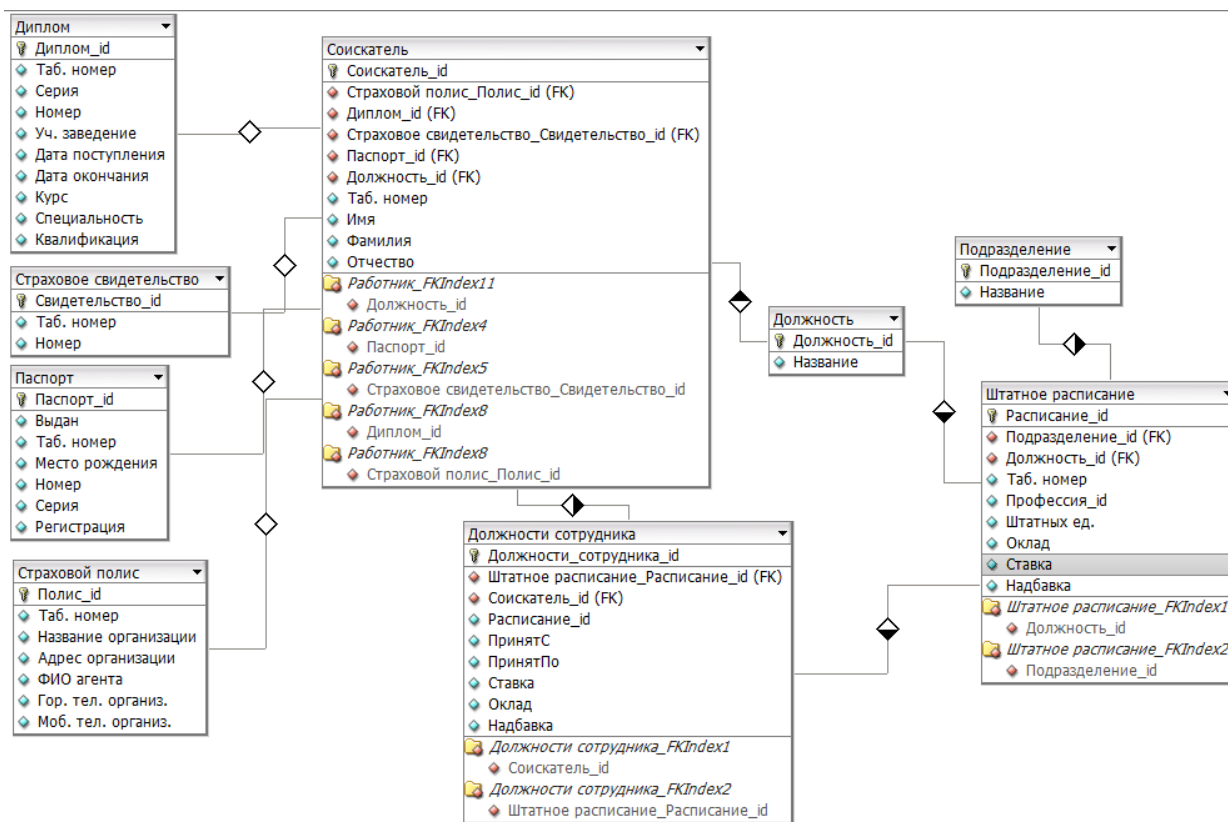 Диплом
Диплом_id
Таб. номер
Серия
Номер
Уч. заведение
Дата поступления
Дата окончания
Курс
Специальность
Квалификация
Страховое свидетельство
Свидетельство_id
Таб. номер
Номер
Паспорт
Паспорт_id
Выдан
Таб. номер
Место рождения
Номер
Серия
Регистрация
Страховой полис
Полис_id
Таб. номер
Название организации
Адрес организации
ФИО агента
Гор. тел. организ.
Моб. тел. организ.
Соискатель
Соискатель_id
Страховой полис_Полис_id (FK)
Диплом_id (FK)
Страховое свидетельство_Свидетельство_id (FK)
Паспорт_id (FK)
Должность_id (FK)
Таб. номер
Имя
Фамилия
Отчество
Работник_FKIndex11
Должность_id
Работник_FKIndex4
Паспорт_id
Работник_FKIndex5
Страховое свидетельство_Свидетельство_id
Работник_FKIndex8
Диплом_id
Работник_FKIndex8
Страховой полис_Полис_id
Должности сотрудника
Должности_сотрудника_id
Штатное расписание_Расписание_id (FK)
Соискатель_id (FK)
Расписание_id
ПринятС
ПринятПо
Ставка
Оклад
Надбавка
Должности сотрудника_FKIndex1
Соискатель_id
Должности сотрудника_FKIndex2
Штатное расписание_Расписание_id
Должность
Должность_id
Название
Подразделение
Подразделение_id
Название
Штатное расписание
Расписание_id
Подразделение_id (FK)
Должность_id (FK)
Таб. номер
Профессия_id
Штатных ед.
Оклад
Ставка
Надбавка
Штатное расписание_FKIndex1
Должность_id
Штатное расписание_FKIndex2
Подразделение_id